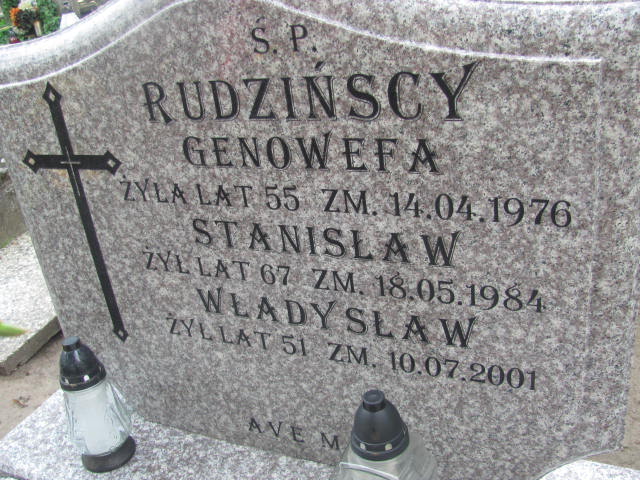 Ś. P.
RUDZIŃSCY
GENOWEFA
ŻYŁA LAT 55 ZM. 14.04.1976
STANISŁAW
ŻYŁ LAT 67 ZM. 18.05.1984
WŁADYSŁAW
ŻYŁ LAT 51 ZM. 10.07.2001
AVE